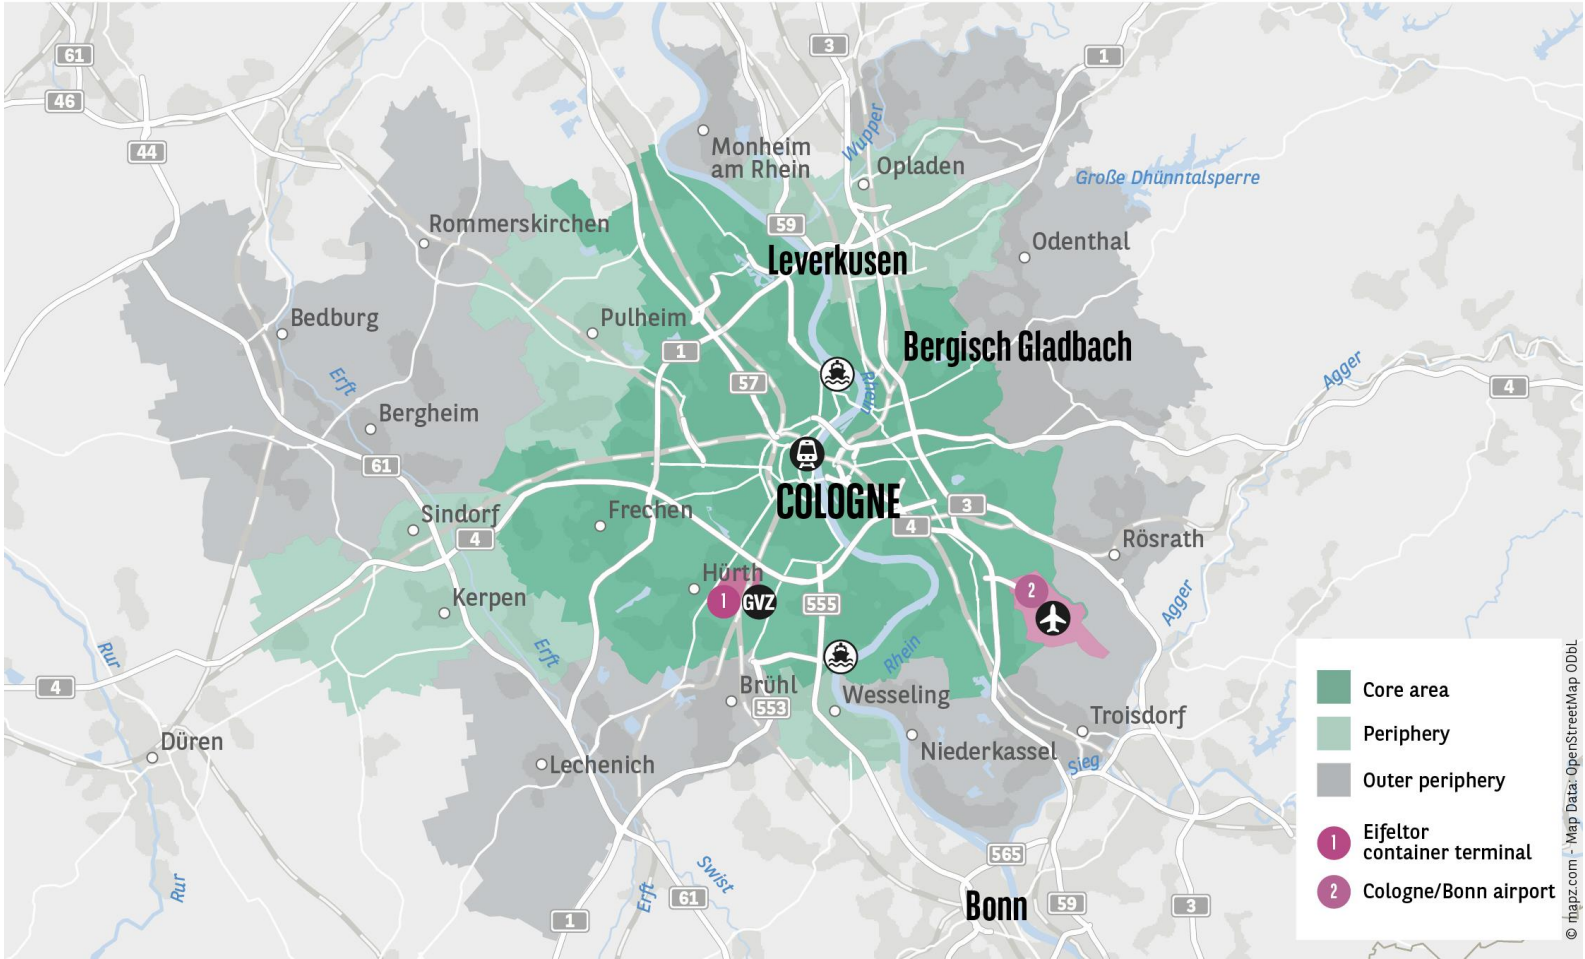 61
3
1
46
44
Wupper
Monheim
am Rhein
Opladen
Große Dhünntalsperre
Rommerskirchen
59
Odenthal
Leverkusen
Bedburg
Pulheim
Bergisch Gladbach
1
Agger
Erft
57
Rhein
4
Bergheim
61
COLOGNE
Sindorf
Frechen
3
4
4
Rösrath
Hürth
2
Kerpen
1
GVZ
555
Agger
Rur
Erft
Rhein
4
Brühl
Wesseling
553
Troisdorf
Düren
Niederkassel
Lechenich
Sieg
565
Swist
Rur
Erft
61
Bonn
59
3
1
Core area
Periphery
Outer periphery
1
Eifeltor
container terminal
2
Cologne/Bonn airport
© mapz.com - Map Data: OpenStreetMap ODbL